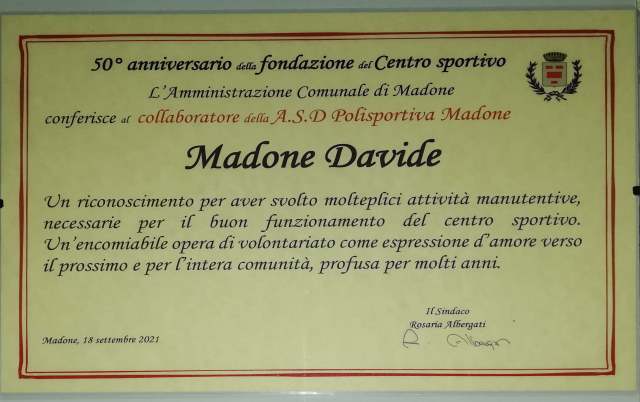 50° anniversario della fondazione del Centro sportivo
L'Amministrazione Comunale di Madone
conferisce al collaboratore della A.S.D Polisportiva Madone
Madone Davide
Un riconoscimento per aver svolto molteplici attività manutentive,
necessarie per il buon funzionamento del centro sportivo.
Un'encomiabile opera di volontariato come espressione d'amore verso
il prossimo e per l'intera comunità, profusa per molti anni.
Il Sindaco
Rosaria Albergati
Madone, 18 settembre 2021